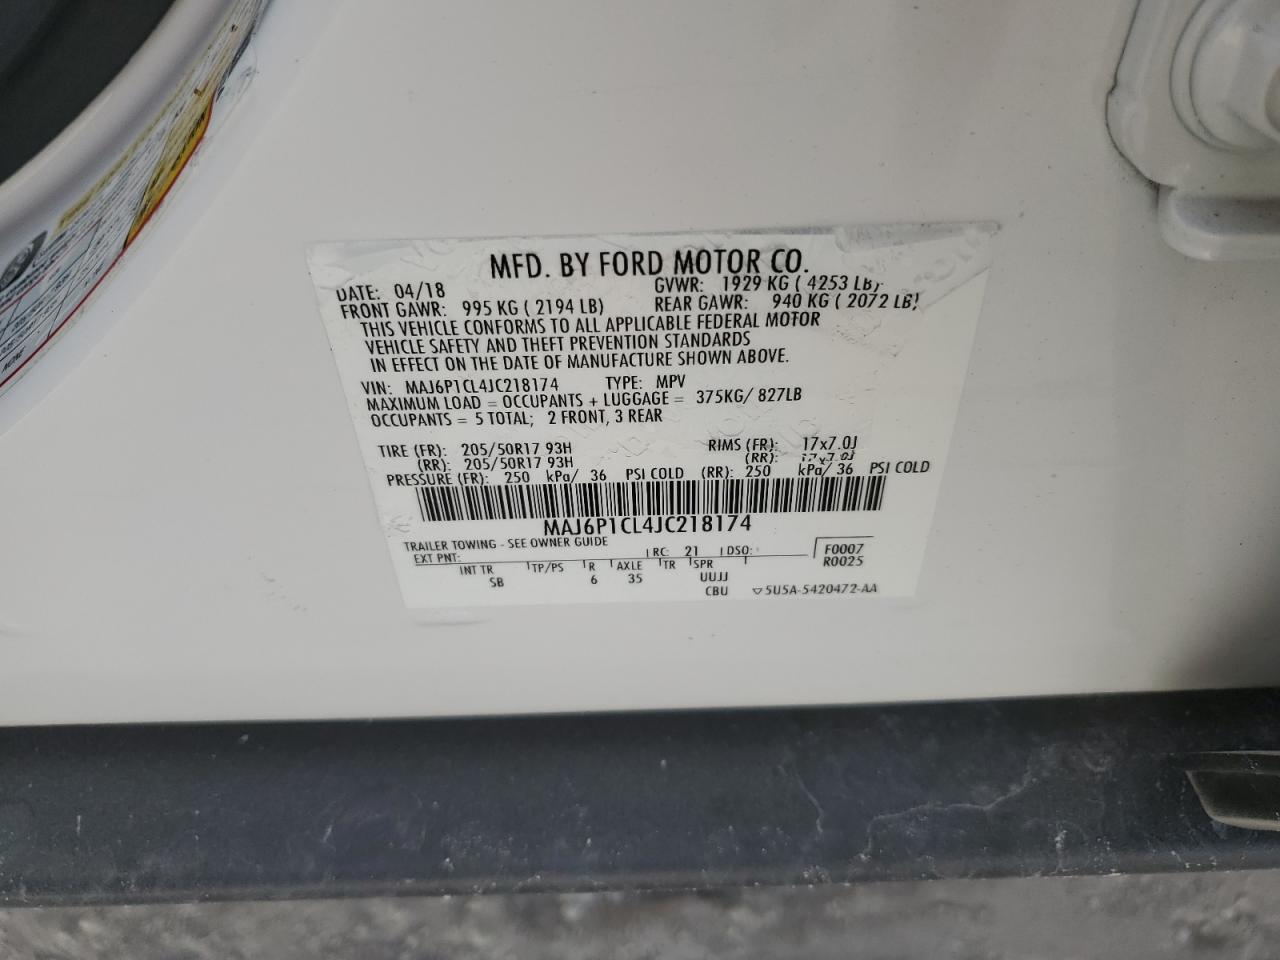 MFD. BY FORD MOTOR CO.
DATE: 04/18 GVWR: 1929 KG ( 4253 LB)
FRONT GAWR: 995 KG ( 2194 LB) REAR GAWR: 940 KG ( 2072 LB)
THIS VEHICLE CONFORMS TO ALL APPLICABLE FEDERAL MOTOR
VEHICLE SAFETY AND THEFT PREVENTION STANDARDS
IN EFFECT ON THE DATE OF MANUFACTURE SHOWN ABOVE.
VIN: MAJ6P1CL4JC218174 TYPE: MPV
MAXIMUM LOAD = OCCUPANTS + LUGGAGE = 375KG/ 827LB
OCCUPANTS = 5 TOTAL; 2 FRONT, 3 REAR
TIRE (FR): 205/50R17 93H RIMS (FR): 17x7.0J
(RR): 205/50R17 93H (RR): 17x7.0J
PRESSURE (FR): 250 kPa/ 36 PSI COLD (RR): 250 kPa/ 36 PSI COLD
MAJ6P1CL4JC218174
TRAILER TOWING - SEE OWNER GUIDE
EXT PNT: RC: 21 DSO: F0007
R0025
INT TR TP/PS R AXLE TR SPR
SB 6 35 UUJJ
CBU 5U5A-5420472-AA